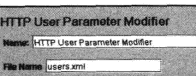 HTTP User Parameter Modifier
Name: HTTP User Parameter Modifier
File Name users.xml